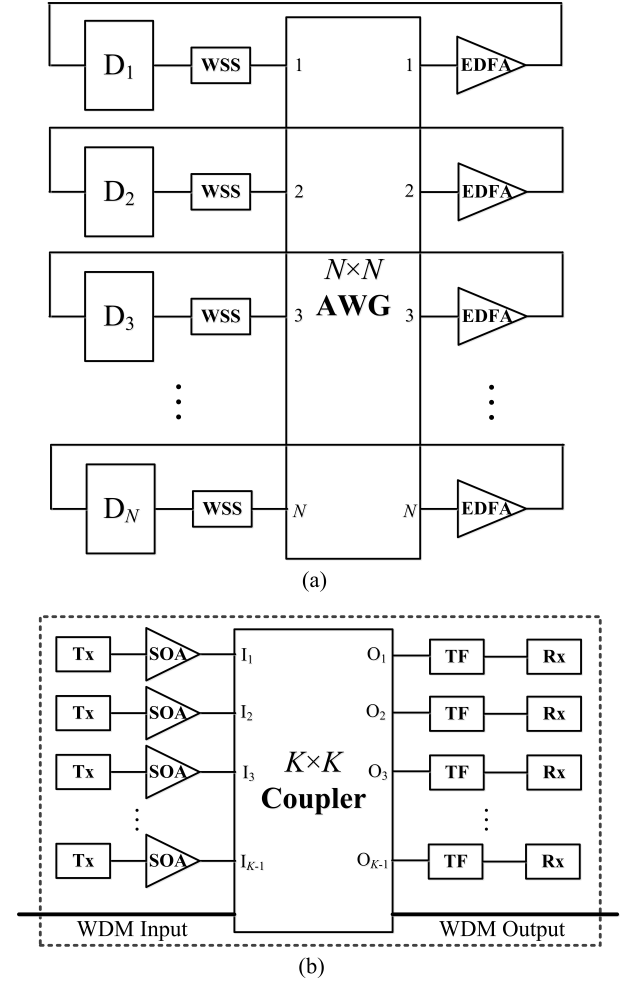 D1 WSS 1 1 EDFA
D2 WSS 2 2 EDFA
N×N
AWG
D3 WSS 3 3 EDFA
DN WSS N N EDFA
(a)
Tx SOA I1 O1 TF Rx
Tx SOA I2 O2 TF Rx
Tx SOA I3 O3 TF Rx
K×K
Coupler
Tx SOA IK-1 OK-1 TF Rx
WDM Input WDM Output
(b)